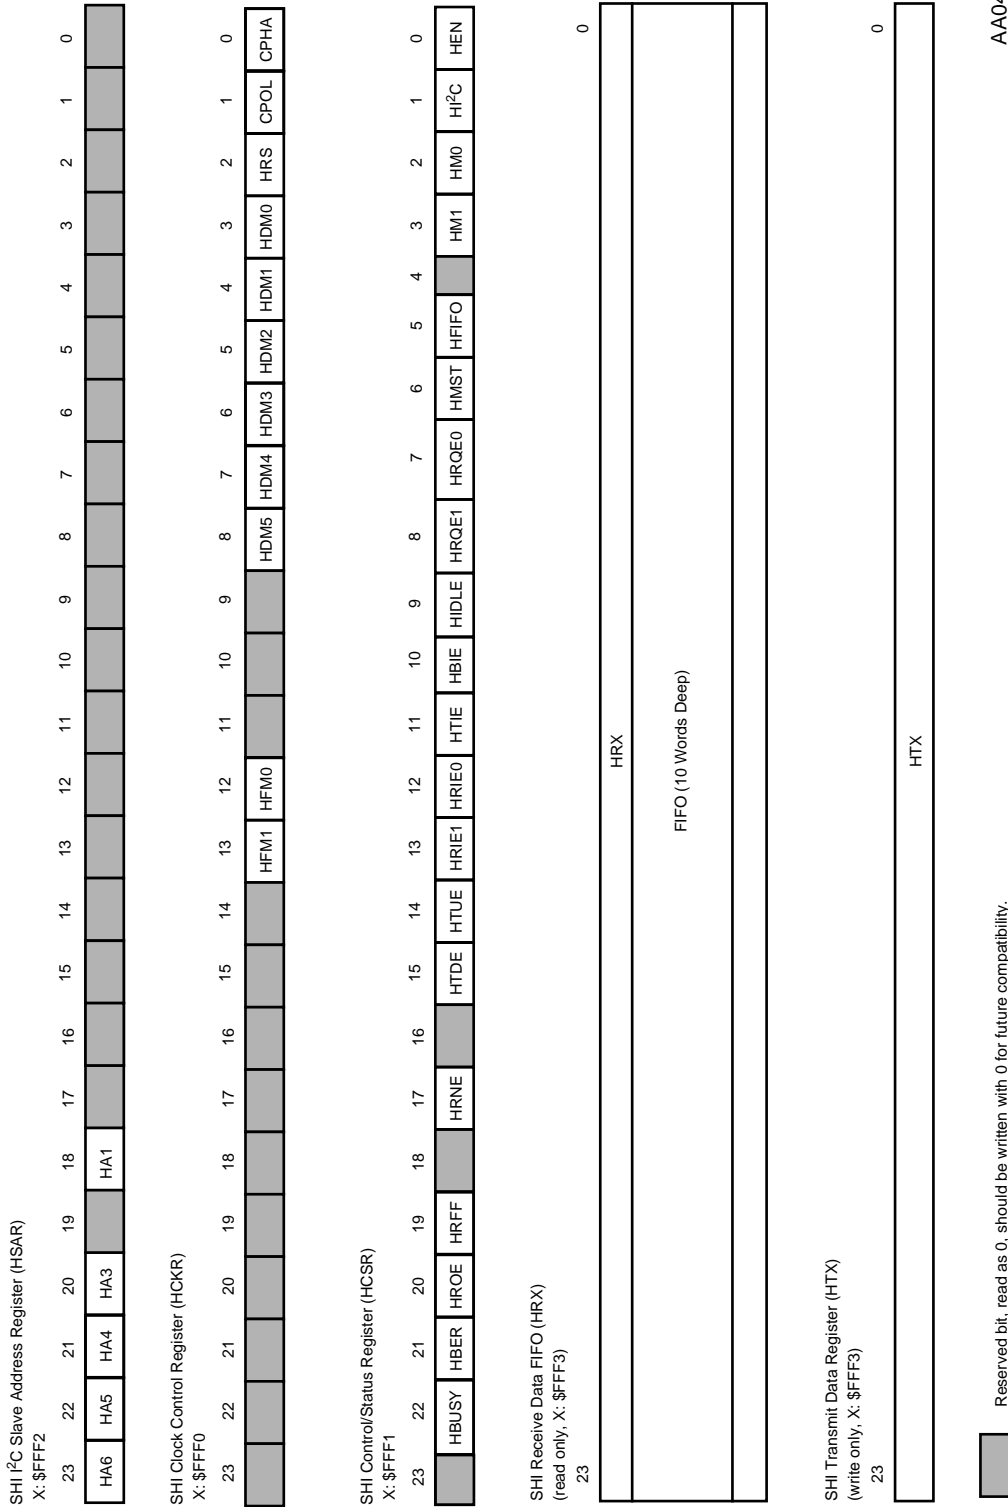 SHI I²C Slave Address Register (HSAR)
X: $FFF2
23 22 21 20 19 18 17 16 15 14 13 12 11 10 9 8 7 6 5 4 3 2 1 0
HA6 HA5 HA4 HA3 HA1
SHI Clock Control Register (HCKR)
X: $FFF0
23 22 21 20 19 18 17 16 15 14 13 12 11 10 9 8 7 6 5 4 3 2 1 0
HFM1 HFM0 HDM5 HDM4 HDM3 HDM2 HDM1 HDM0 HRS CPOL CPHA
SHI Control/Status Register (HCSR)
X: $FFF1
23 22 21 20 19 18 17 16 15 14 13 12 11 10 9 8 7 6 5 4 3 2 1 0
HBUSY HBER HROE HRFF HRNE HTDE HTUE HRIE1 HRIE0 HTIE HBIE HIDLE HRQE1 HRQE0 HMST HFIFO HM1 HM0 HI²C HEN
SHI Receive Data FIFO (HRX)
(read only, X: $FFF3)
23 0
HRX
FIFO (10 Words Deep)
SHI Transmit Data Register (HTX)
(write only, X: $FFF3)
23 0
HTX
Reserved bit, read as 0, should be written with 0 for future compatibility.